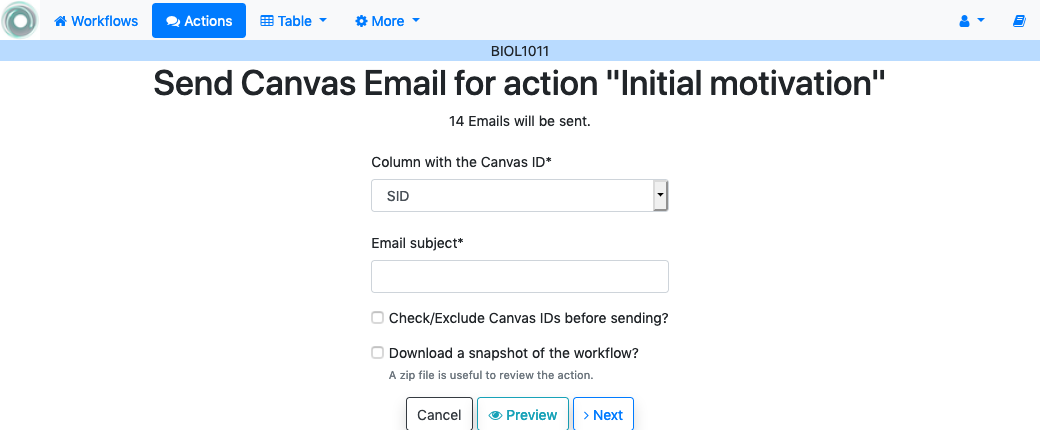 Workflows Actions Table More
BIOL1011
Send Canvas Email for action "Initial motivation"
14 Emails will be sent.
Column with the Canvas ID*
SID
Email subject*
Check/Exclude Canvas IDs before sending?
Download a snapshot of the workflow?
A zip file is useful to review the action.
Cancel Preview Next